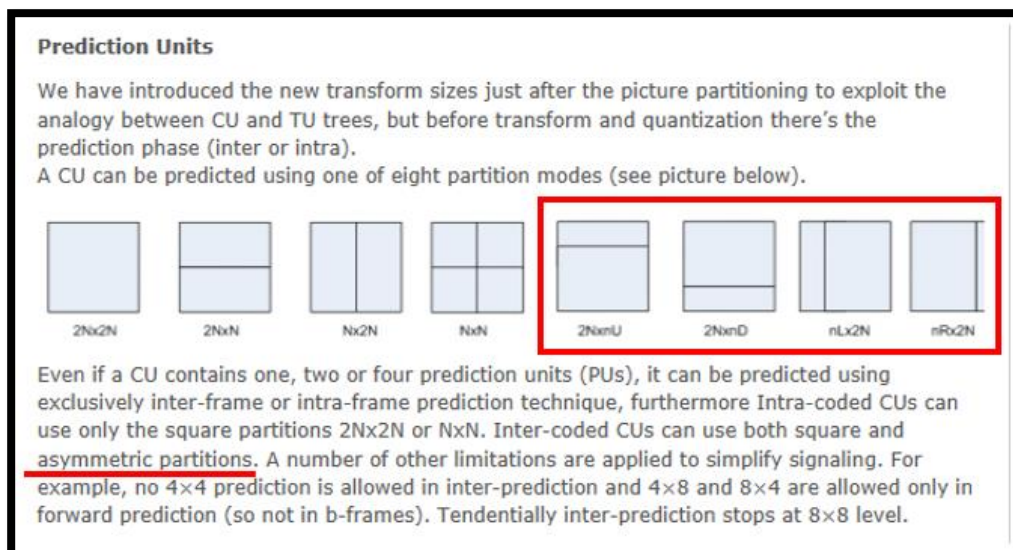 Prediction Units
We have introduced the new transform sizes just after the picture partitioning to exploit the
analogy between CU and TU trees, but before transform and quantization there's the
prediction phase (inter or intra).
A CU can be predicted using one of eight partition modes (see picture below).
2Nx2N 2NxN Nx2N NxN 2NxnU 2NxnD nLx2N nRx2N
Even if a CU contains one, two or four prediction units (PUs), it can be predicted using
exclusively inter-frame or intra-frame prediction technique, furthermore Intra-coded CUs can
use only the square partitions 2Nx2N or NxN. Inter-coded CUs can use both square and
asymmetric partitions. A number of other limitations are applied to simplify signaling. For
example, no 4×4 prediction is allowed in inter-prediction and 4×8 and 8×4 are allowed only in
forward prediction (so not in b-frames). Tendentially inter-prediction stops at 8×8 level.